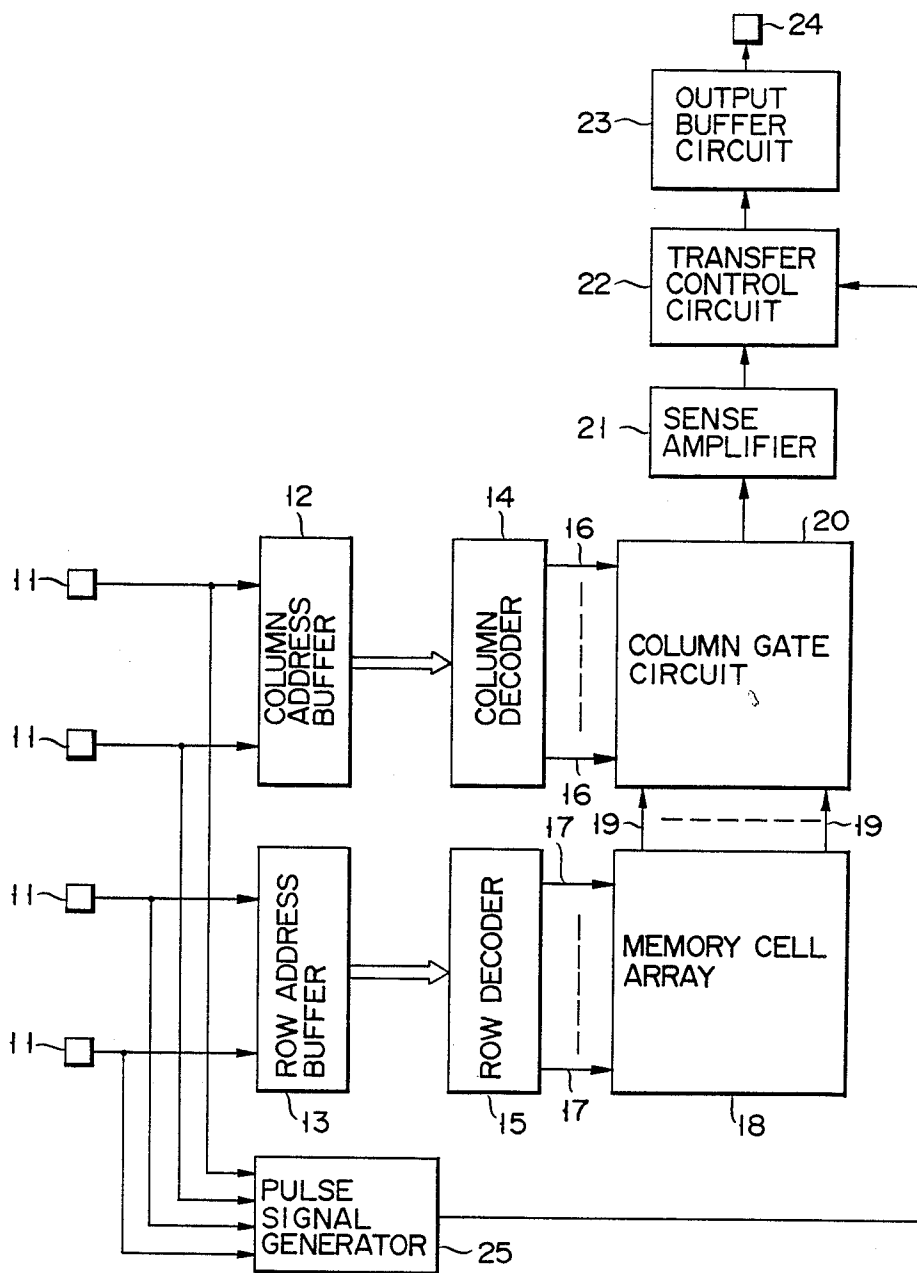 24
OUTPUT
BUFFER
CIRCUIT
23
TRANSFER
CONTROL
CIRCUIT
22
SENSE
AMPLIFIER
21
12
14
16
20
11
COLUMN
ADDRESS
BUFFER
COLUMN
DECODER
COLUMN GATE
CIRCUIT
11
16
19
19
17
11
ROW ADDRESS
BUFFER
ROW DECODER
MEMORY CELL
ARRAY
11
17
13
15
18
PULSE
SIGNAL
GENERATOR
25